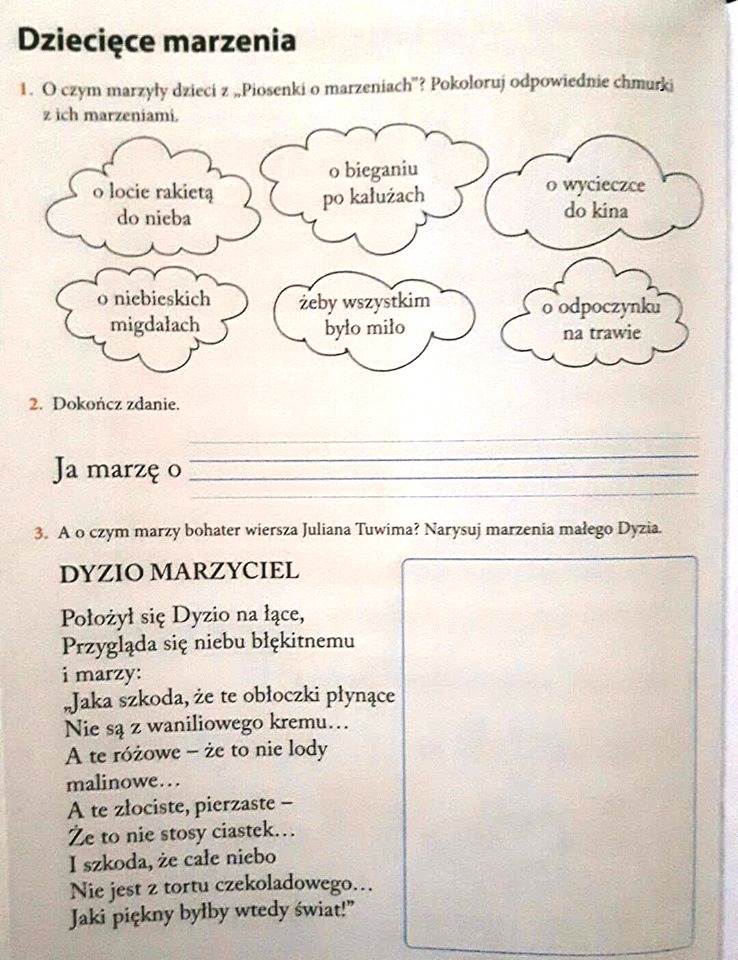 Dziecięce marzenia
1. O czym marzyły dzieci z „Piosenki o marzeniach"? Pokoloruj odpowiednie chmurki
z ich marzeniami.
o locie rakietą
do nieba
o bieganiu
po kałużach
o wycieczce
do kina
o niebieskich
migdałach
żeby wszystkim
było miło
o odpoczynku
na trawie
2. Dokończ zdanie.
Ja marzę o
3. A o czym marzy bohater wiersza Juliana Tuwima? Narysuj marzenia małego Dyzia.
DYZIO MARZYCIEL
Położył się Dyzio na łące,
Przygląda się niebu błękitnemu
i marzy:
„Jaka szkoda, że te obłoczki płynące
Nie są z waniliowego kremu...
A te różowe – że to nie lody
malinowe...
A te złociste, pierzaste –
Że to nie stosy ciastek...
I szkoda, że całe niebo
Nie jest z tortu czekoladowego...
Jaki piękny byłby wtedy świat!"